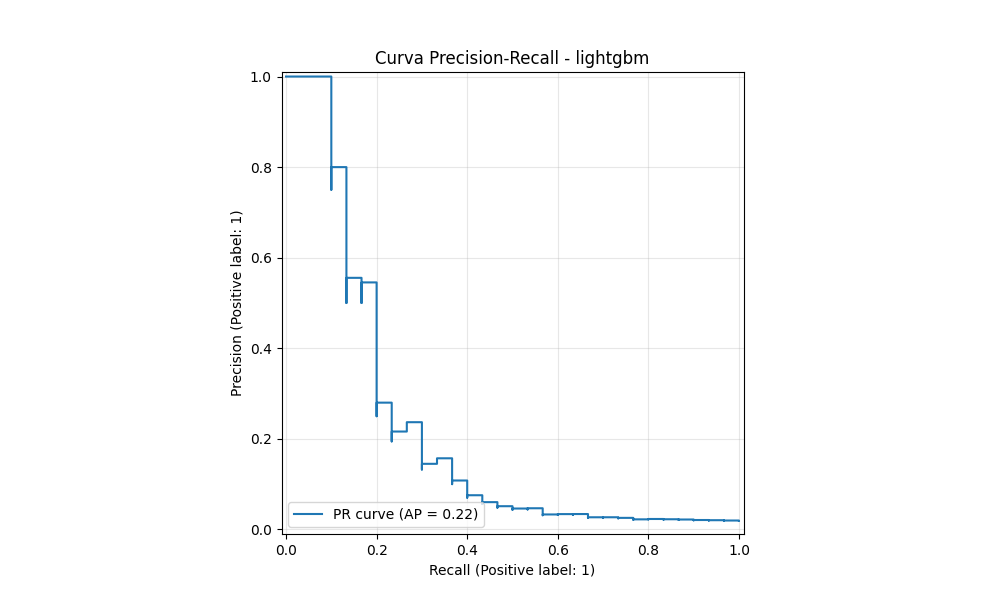 Curva Precision-Recall - lightgbm
1.0
0.8
0.6
0.4
0.2
0.0
Precision (Positive label: 1)
PR curve (AP = 0.22)
0.0 0.2 0.4 0.6 0.8 1.0
Recall (Positive label: 1)